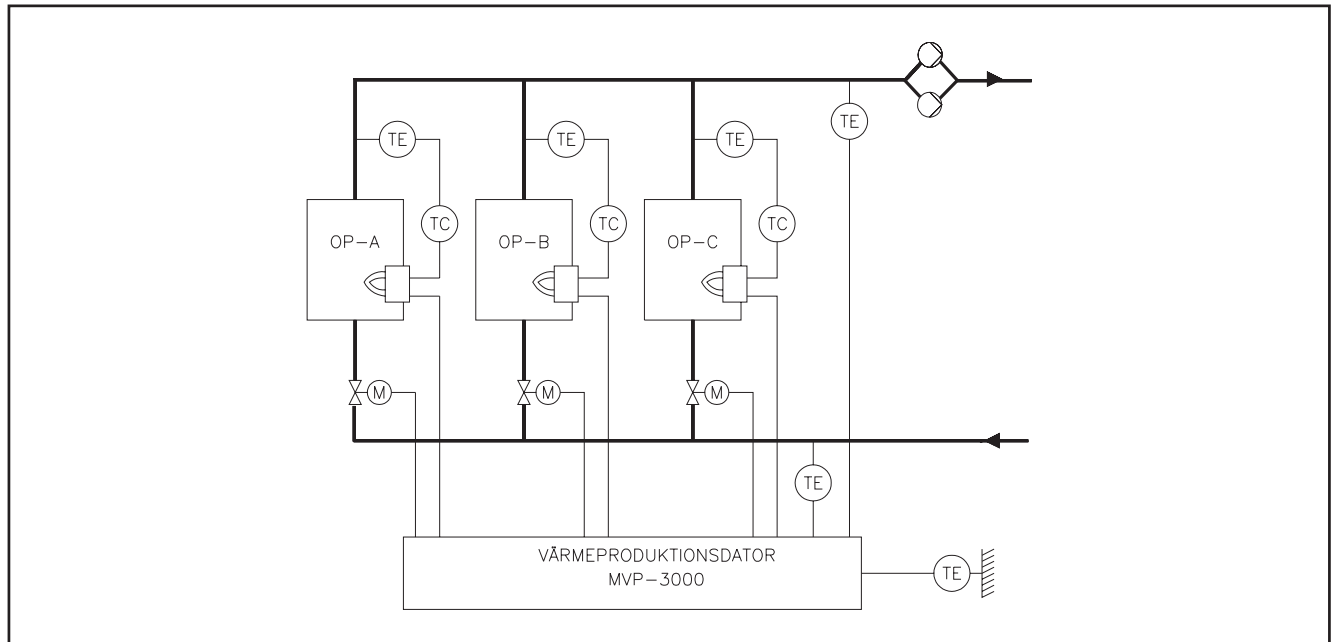 TE
TE
TE
TE
TC
TC
TC
OP-A
OP-B
OP-C
M
M
M
TE
VÄRMEPRODUKTIONSDATOR
MVP-3000
TE